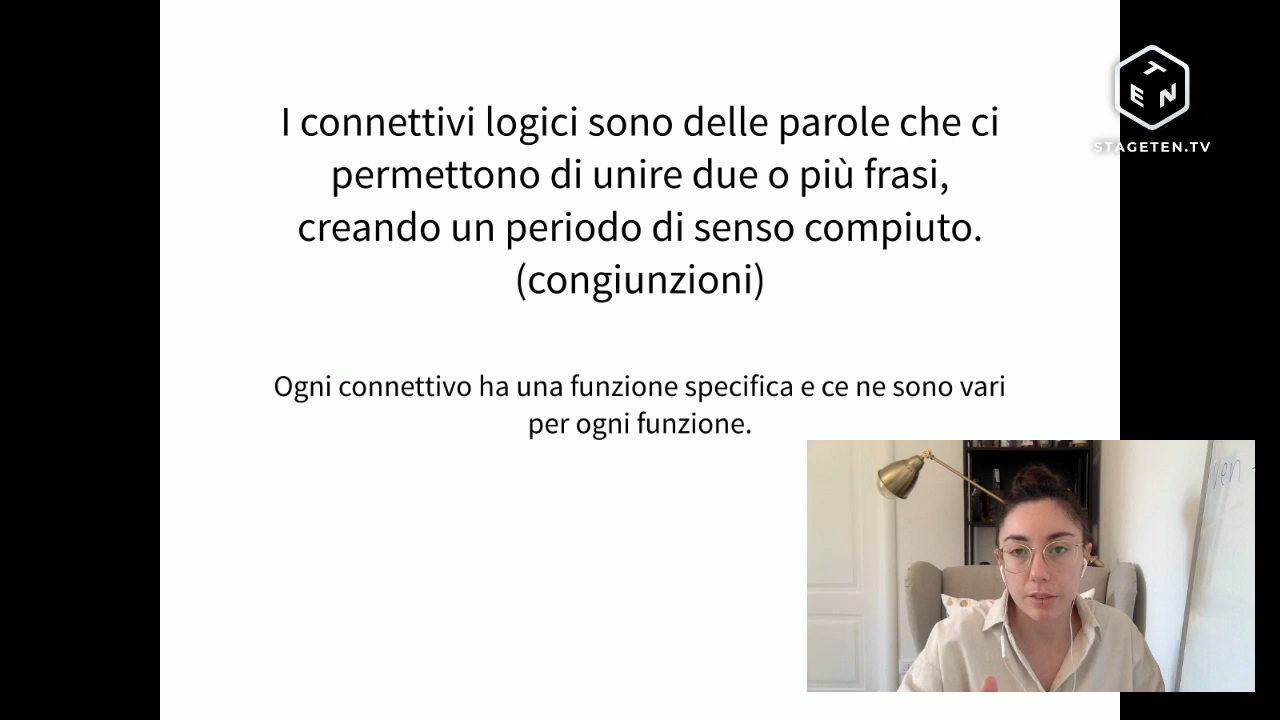 I connettivi logici sono delle parole che ci
permettono di unire due o più frasi,
creando un periodo di senso compiuto.
(congiunzioni)
Ogni connettivo ha una funzione specifica e ce ne sono vari
per ogni funzione.
TEN
STAGETEN.TV